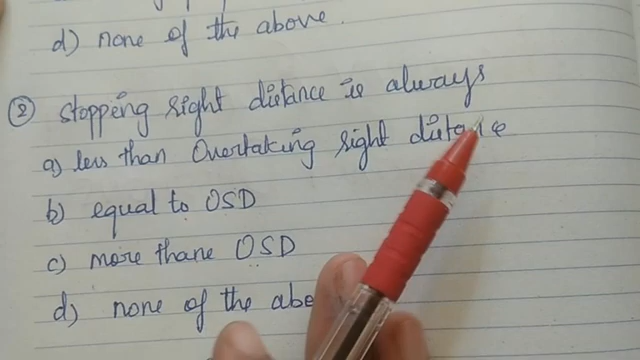 d) none of the above.
② stopping sight distance is always
a) less than Overtaking sight distance
b) equal to OSD
c) more thane OSD
d) none of the abo